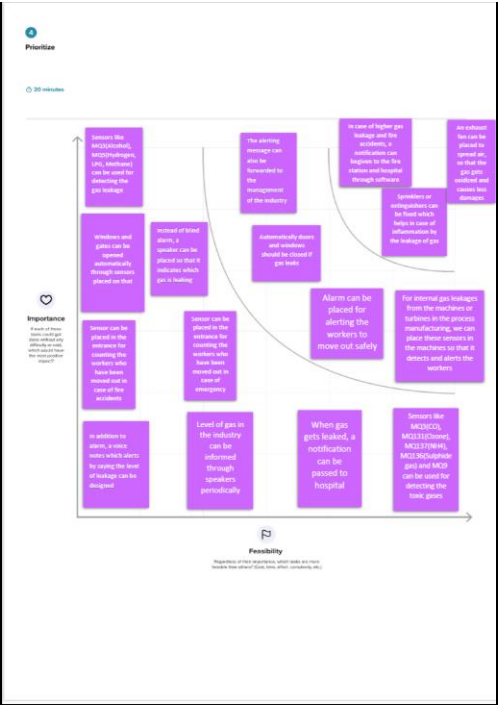 4
Prioritize
20 minutes
Sensors like
MQ3(Alcohol),
MQ5(Hydrogen,
LPG, Methane)
can be used for
detecting the
gas leakage
The alerting
message can
also be
forwarded to
the
management
of the industry
In case of higher gas
leakage and fire
accidents, a
notification can
begiven to the fire
station and hospital
through software
An exhaust
fan can be
placed to
spread air,
so that the
gas gets
oxidized and
causes less
damages
Sprinklers or
extinguishers can
be fixed which
helps in case of
inflammation by
the leakage of gas
Windows and
gates can be
opened
automatically
through sensors
placed on that
Instead of blind
alarm, a
speaker can be
placed so that it
indicates which
gas is leaking
Automatically doors
and windows
should be closed if
gas leaks
Alarm can be
placed for
alerting the
workers to
move out safely
For internal gas leakages
from the machines or
turbines in the process
manufacturing, we can
place these sensors in
the machines so that it
detects and alerts the
workers
Importance
If each of these
tasks could get
done without any
difficulty or cost,
which would have
the most positive
impact?
Sensor can be
placed in the
entrance for
counting the
workers who
have been
moved out in
case of fire
accidents
Sensor can be
placed in the
entrance for
counting the
workers who
have been
moved out in
case of
emergency
In addition to
alarm, a voice
notes which alerts
by saying the level
of leakage can be
designed
Level of gas in
the industry
can be
informed
through
speakers
periodically
When gas
gets leaked, a
notification
can be
passed to
hospital
Sensors like
MQ3(CO),
MQ131(Ozone),
MQ137(NH4),
MQ136(Sulphide
gas) and MQ9
can be used for
detecting the
toxic gases
Feasibility
Regardless of their importance, which tasks are more
feasible than others? (Cost, time, effort, complexity, etc.)